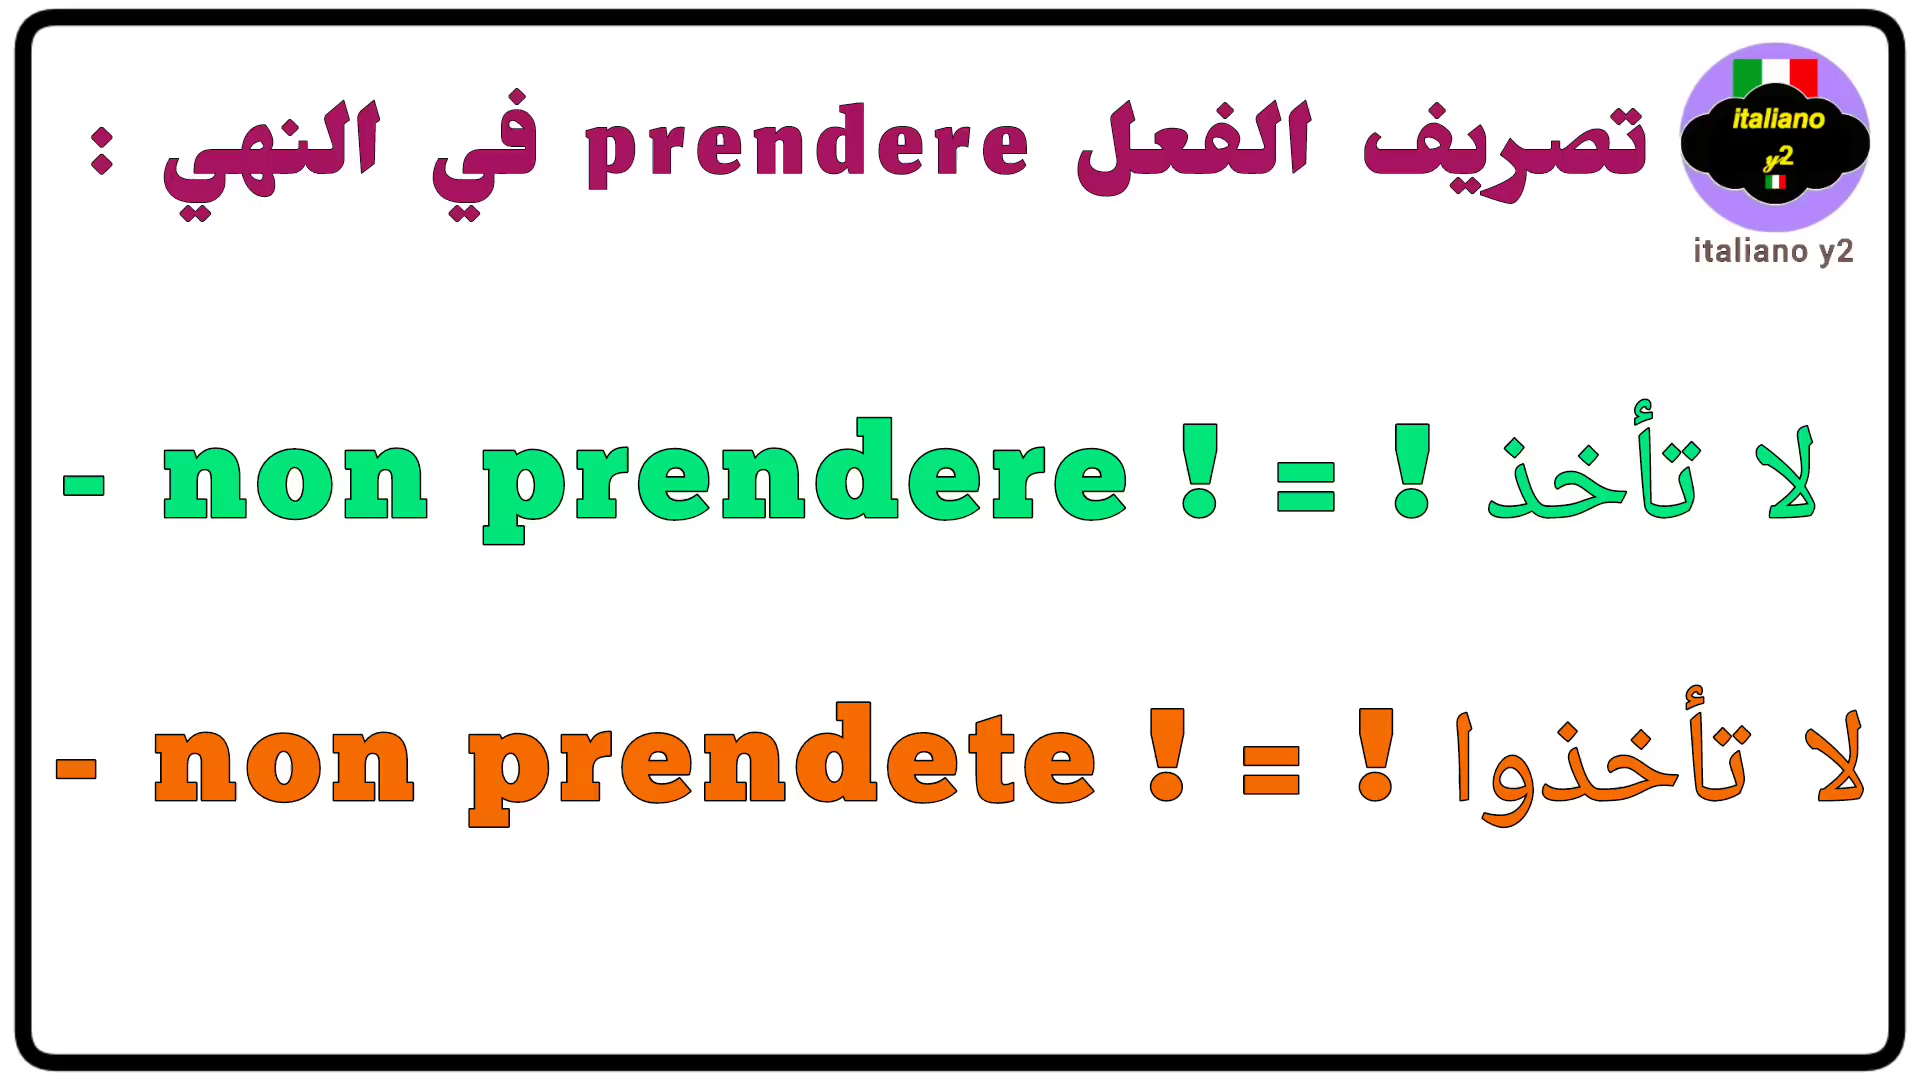 تصريف الفعل prendere في النهي :
italiano
y2
italiano y2
- non prendere ! = ! لا تأخذ
- non prendete ! = ! لا تأخذوا